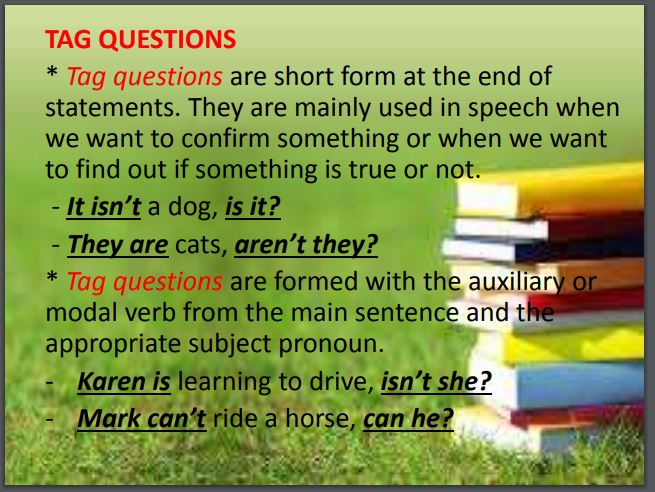 TAG QUESTIONS
* Tag questions are short form at the end of
statements. They are mainly used in speech when
we want to confirm something or when we want
to find out if something is true or not.
- It isn’t a dog, is it?
- They are cats, aren’t they?
* Tag questions are formed with the auxiliary or
modal verb from the main sentence and the
appropriate subject pronoun.
- Karen is learning to drive, isn’t she?
- Mark can’t ride a horse, can he?